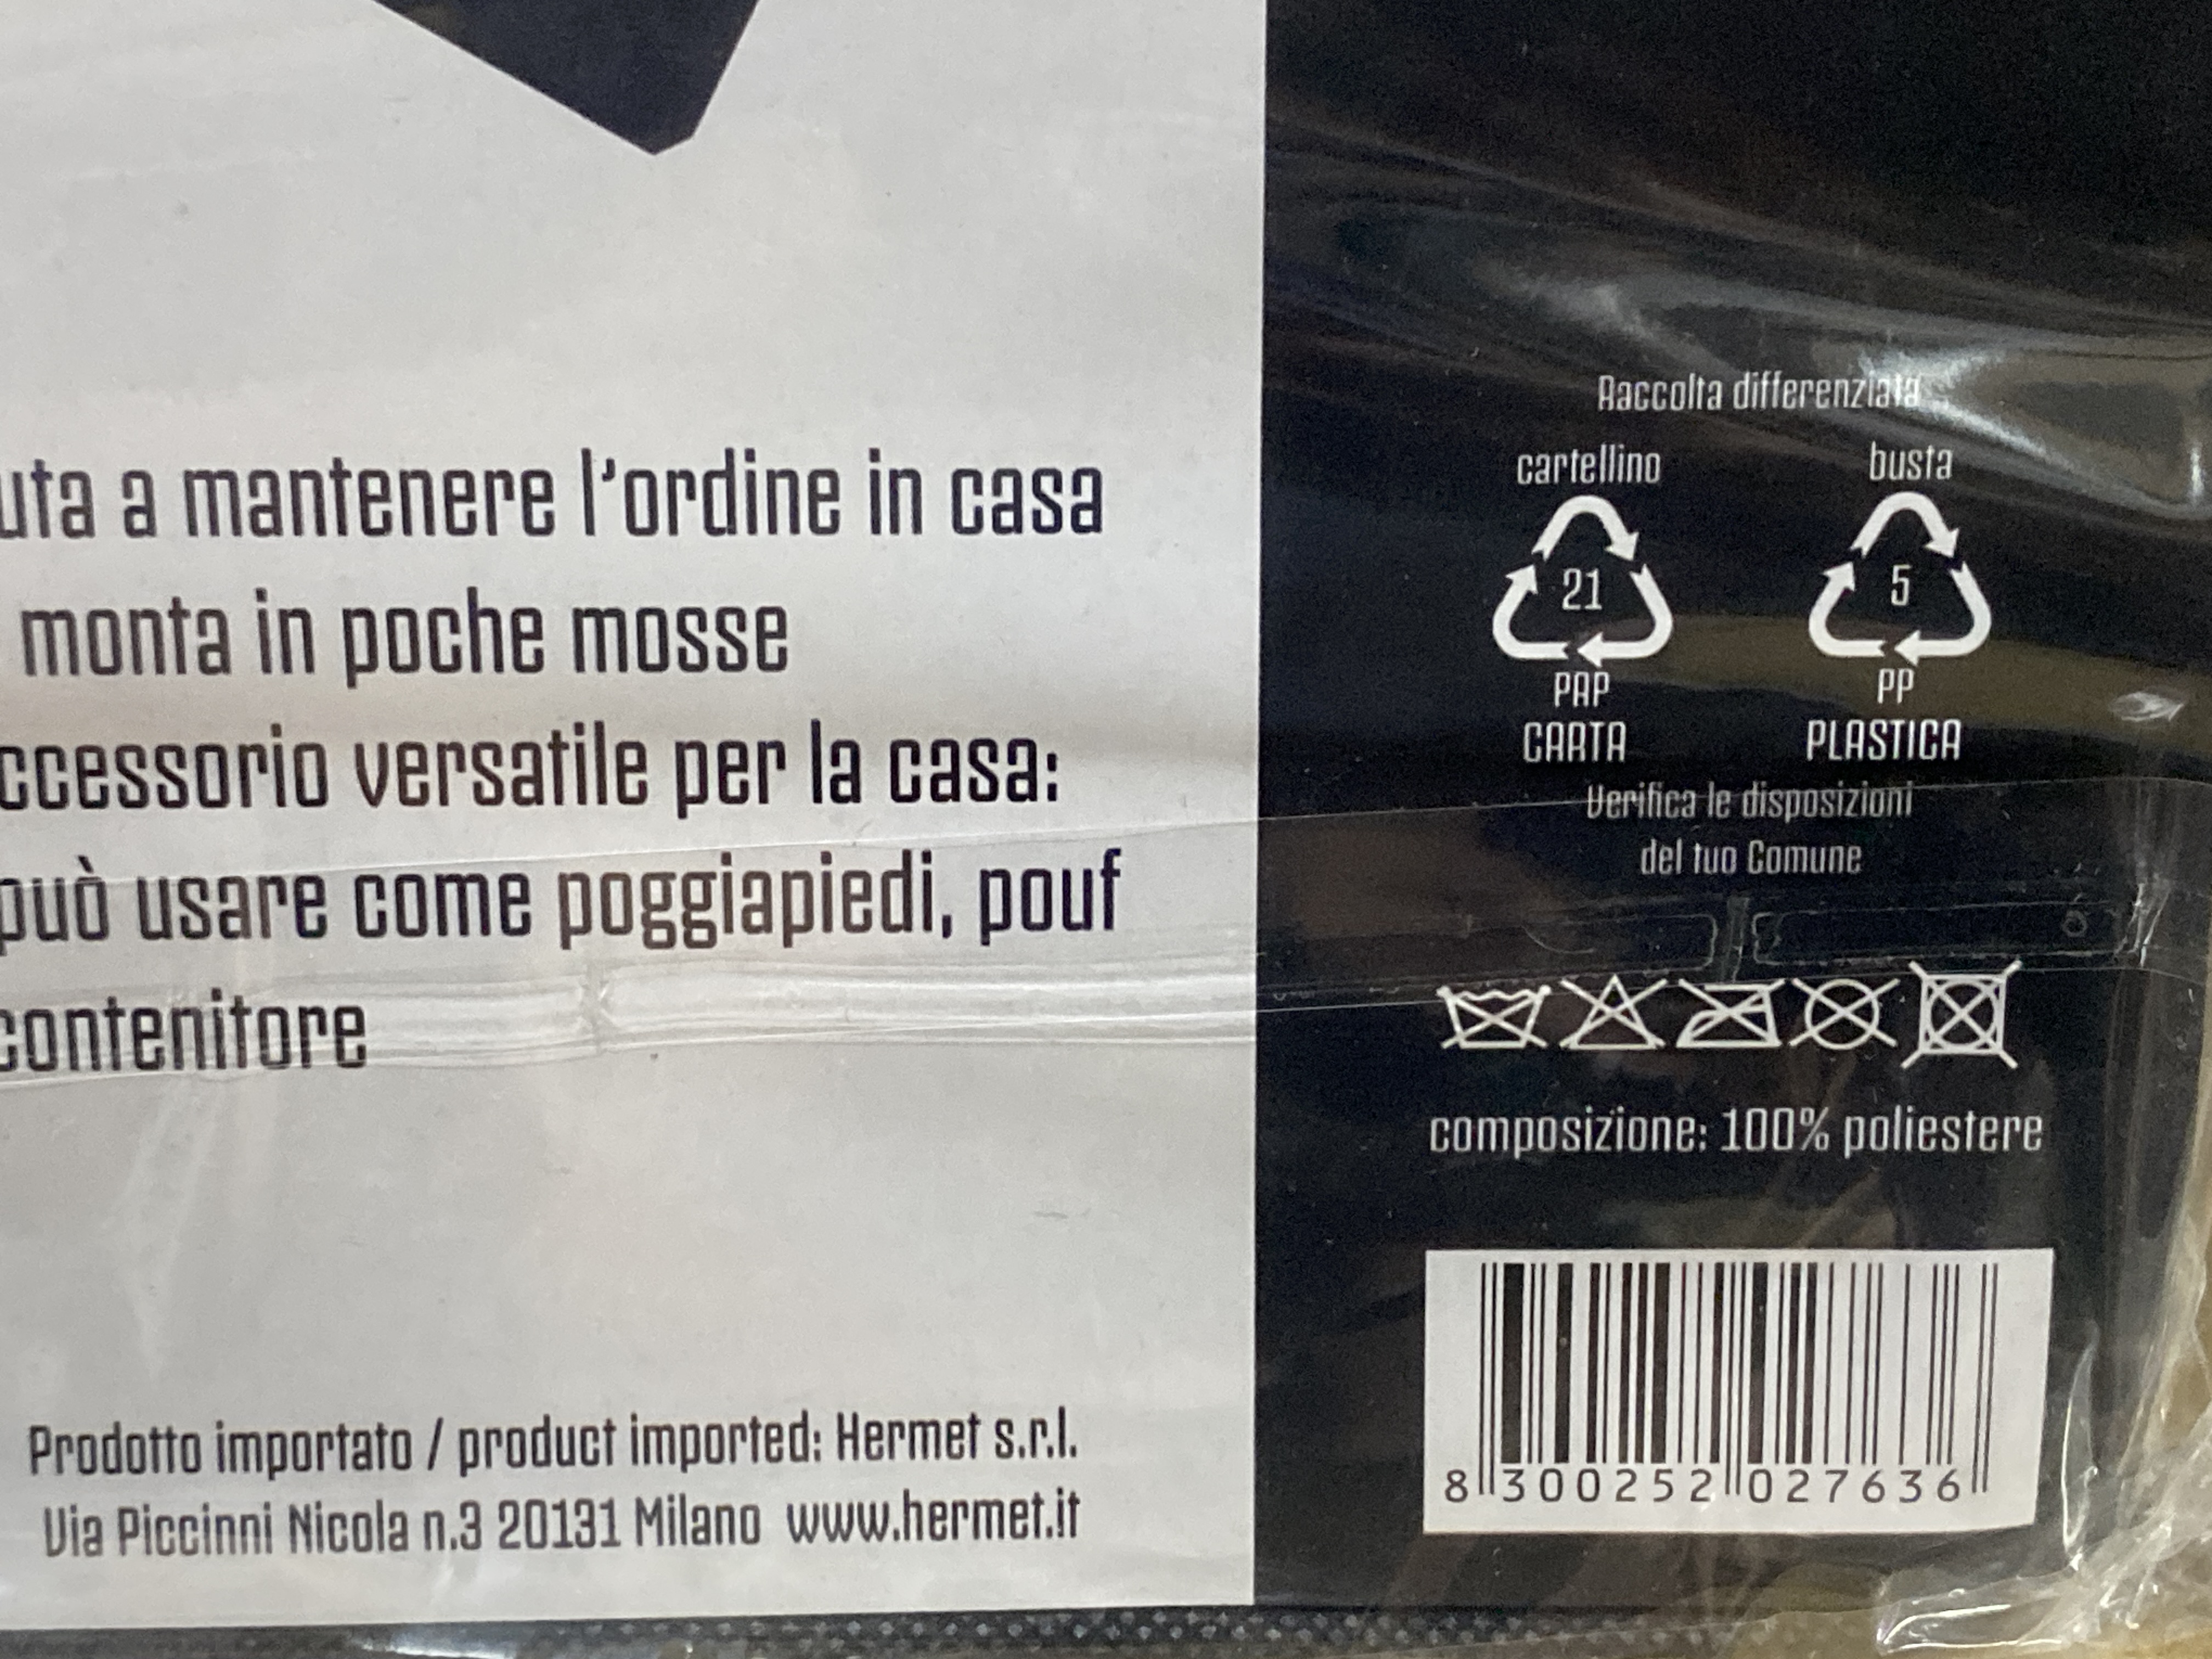 uta a mantenere l'ordine in casa
monta in poche mosse
ccessorio versatile per la casa:
può usare come poggiapiedi, pouf
contenitore
Prodotto importato / product imported: Hermet s.r.l.
Via Piccinni Nicola n.3 20131 Milano www.hermet.it
Raccolta differenziata
cartellino busta
21 5
PAP PP
CARTA PLASTICA
Verifica le disposizioni
del tuo Comune
composizione: 100% poliestere
8 300252 027636